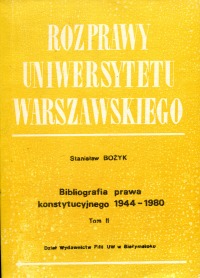 ROZPRAWY
UNIWERSYTETU
WARSZAWSKIEGO
Stanisław BOŻYK
Bibliografia prawa
konstytucyjnego 1944-1980
Tom II
Dział Wydawnictw Filii UW w Białymstoku